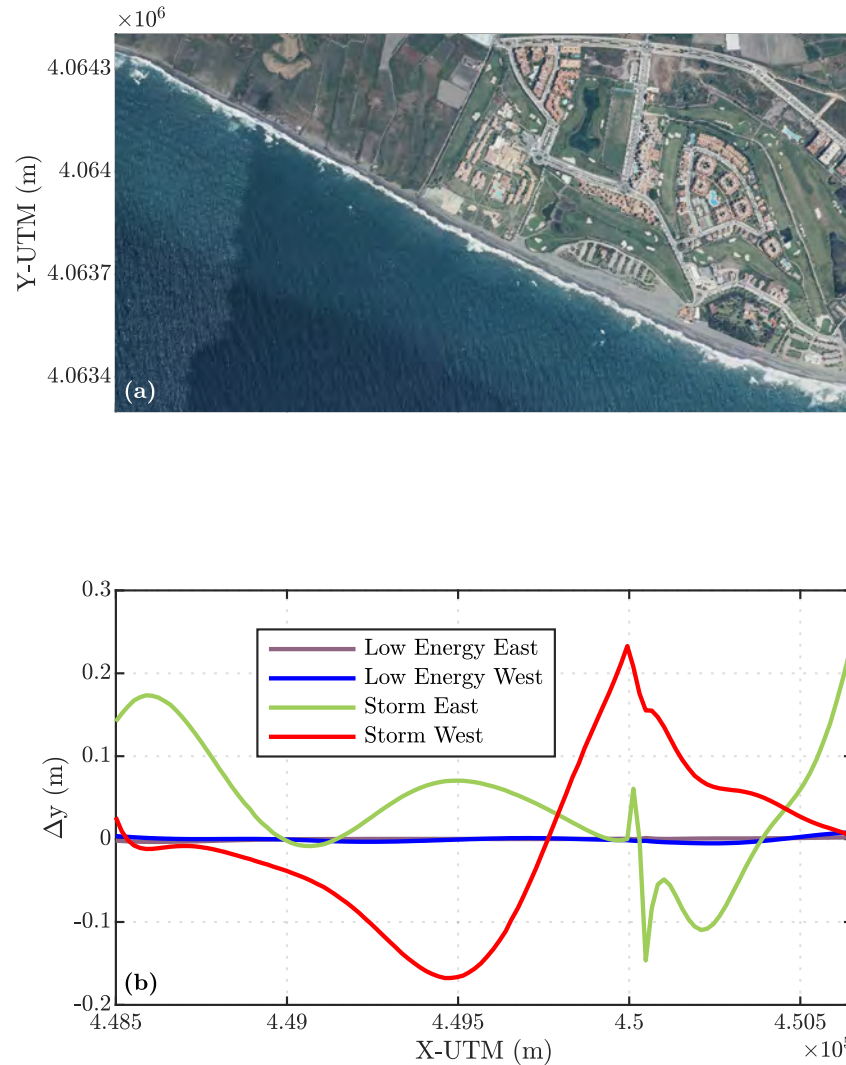 ×10⁶
4.0643
4.064
4.0637
4.0634
Y-UTM (m)
(a)
0.3
0.2
0.1
0
-0.1
-0.2
Δy (m)
Low Energy East
Low Energy West
Storm East
Storm West
(b)
4.485
4.49
4.495
4.5
4.505
×10⁵
X-UTM (m)